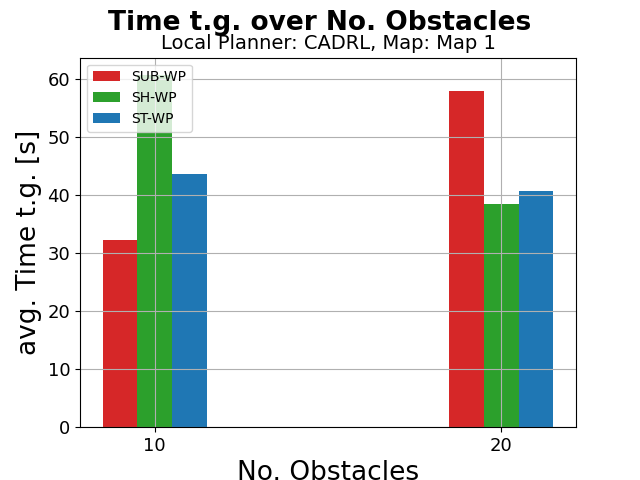 Time t.g. over No. Obstacles
Local Planner: CADRL, Map: Map 1
SUB-WP
SH-WP
ST-WP
avg. Time t.g. [s]
60
50
40
30
20
10
0
10 20
No. Obstacles